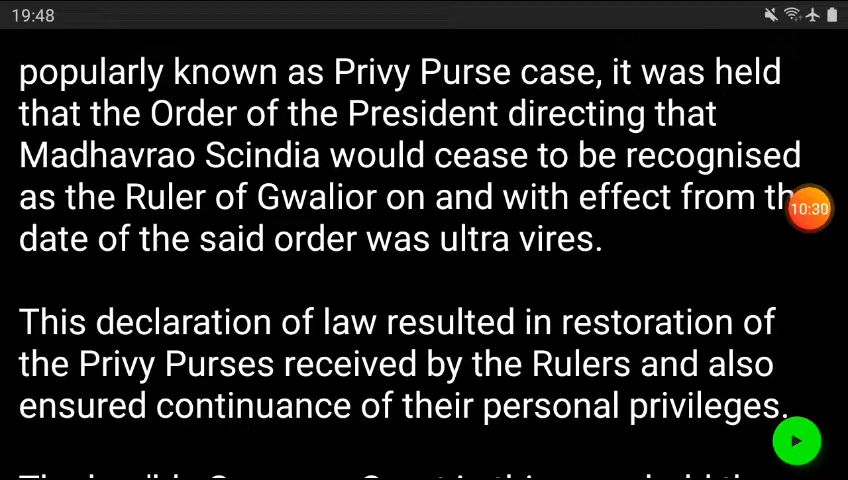 19:48
popularly known as Privy Purse case, it was held
that the Order of the President directing that
Madhavrao Scindia would cease to be recognised
as the Ruler of Gwalior on and with effect from th
10:30
date of the said order was ultra vires.
This declaration of law resulted in restoration of
the Privy Purses received by the Rulers and also
ensured continuance of their personal privileges.